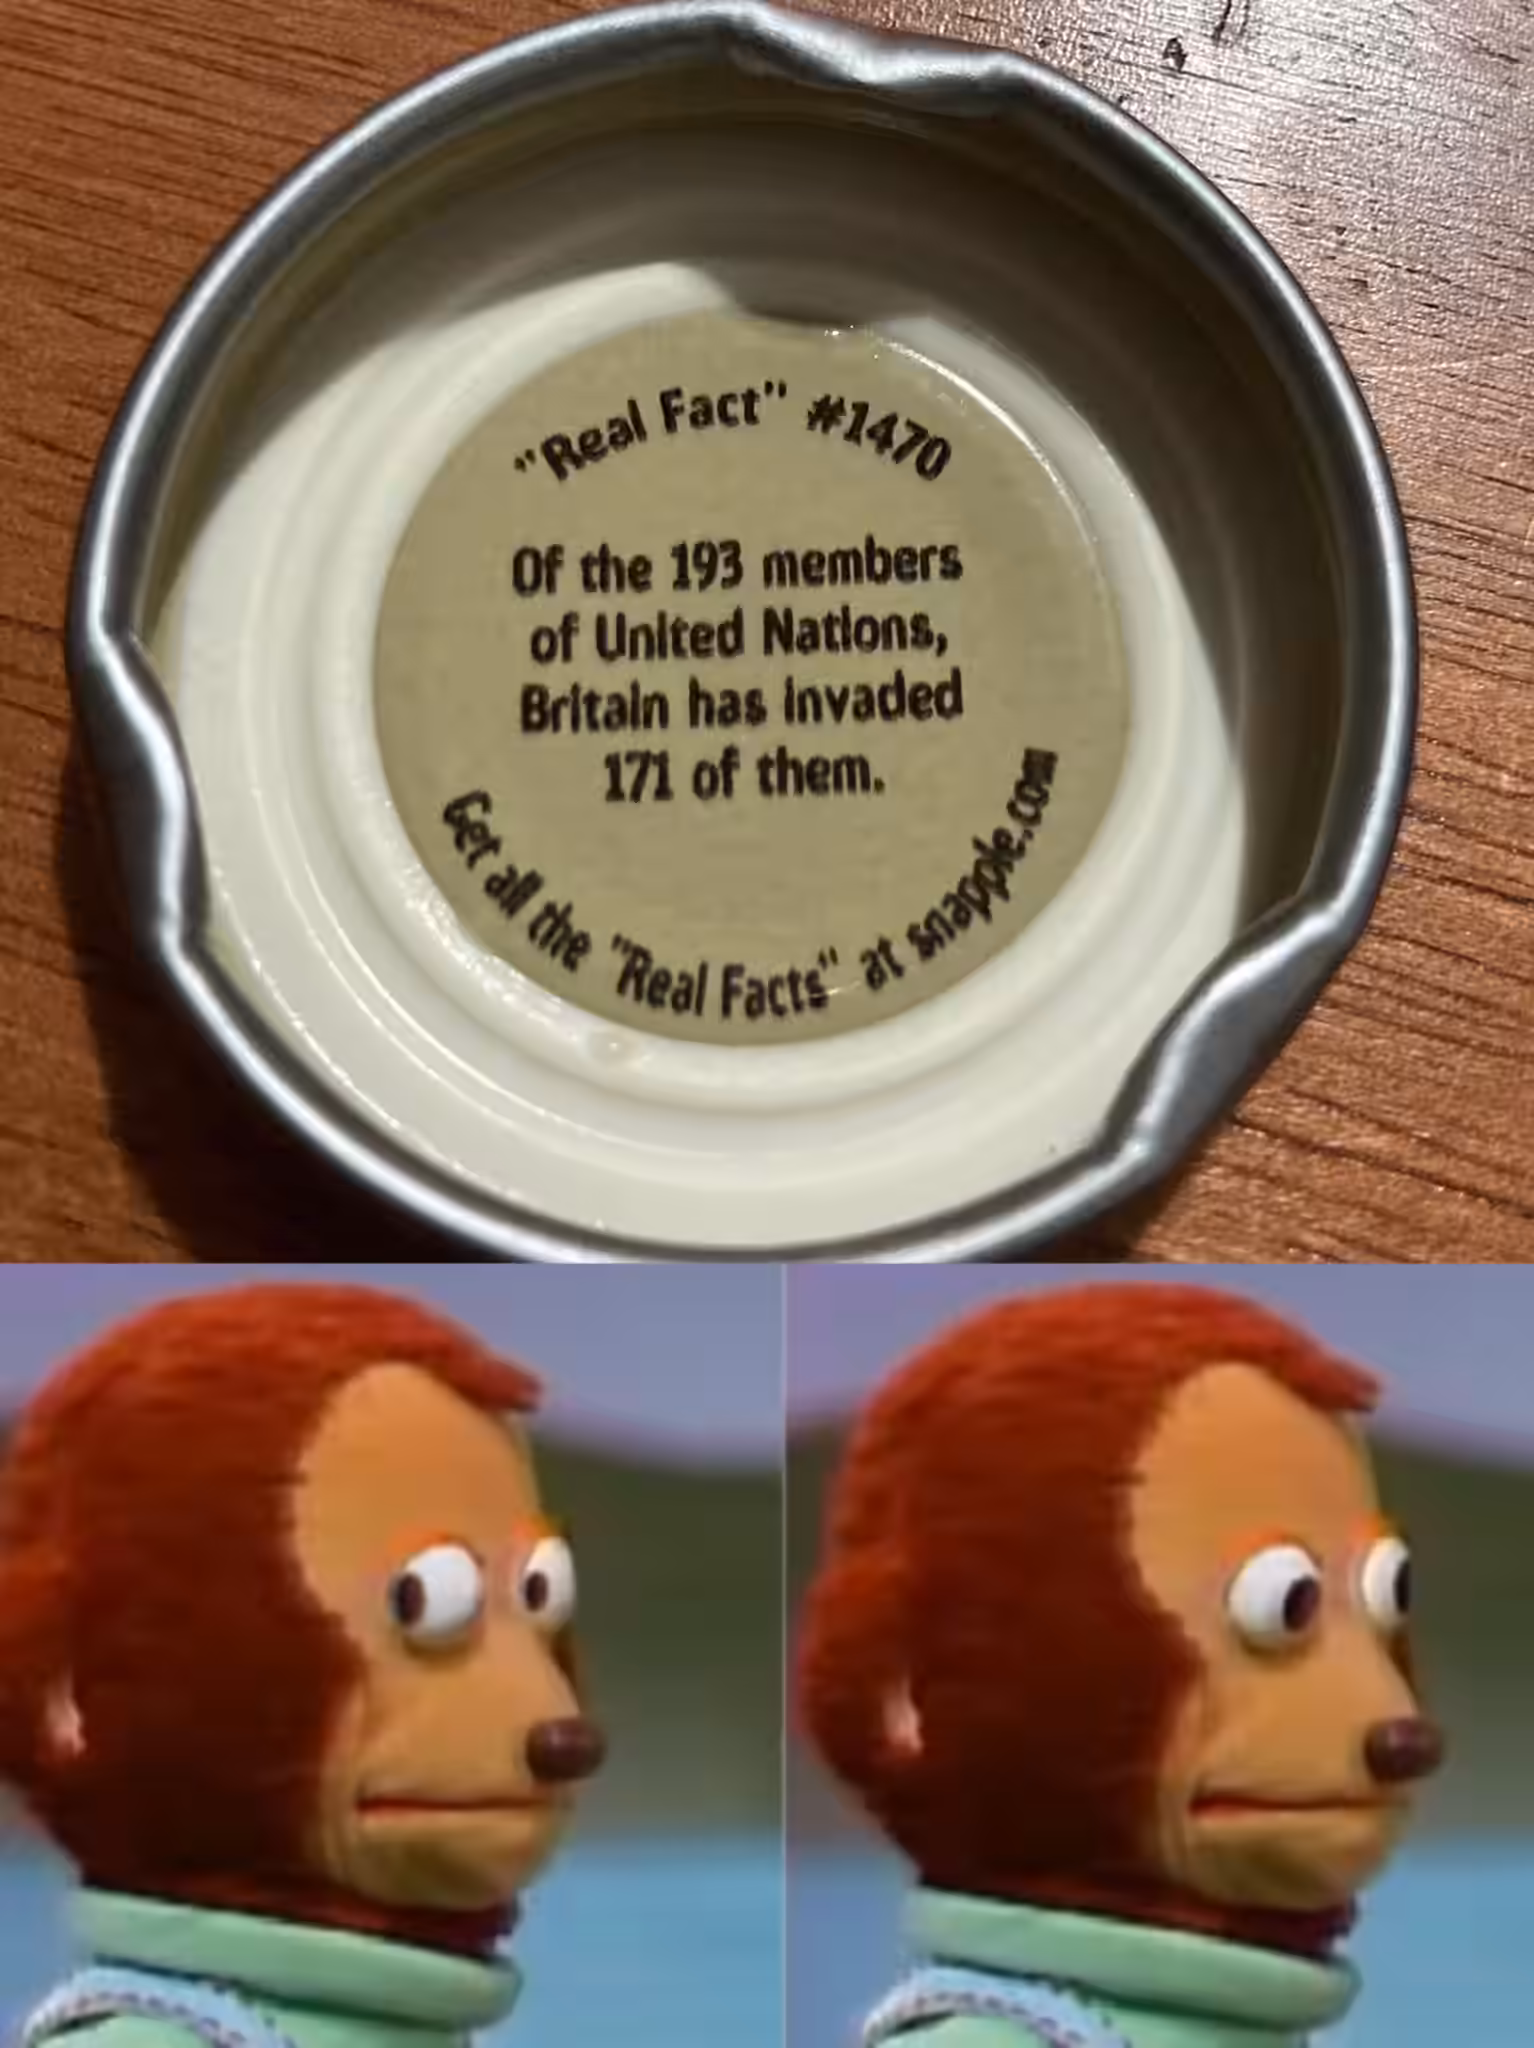 "Real Fact" #1470
Of the 193 members
of United Nations,
Britain has invaded
171 of them.
Get all the "Real Facts" at snapple.com